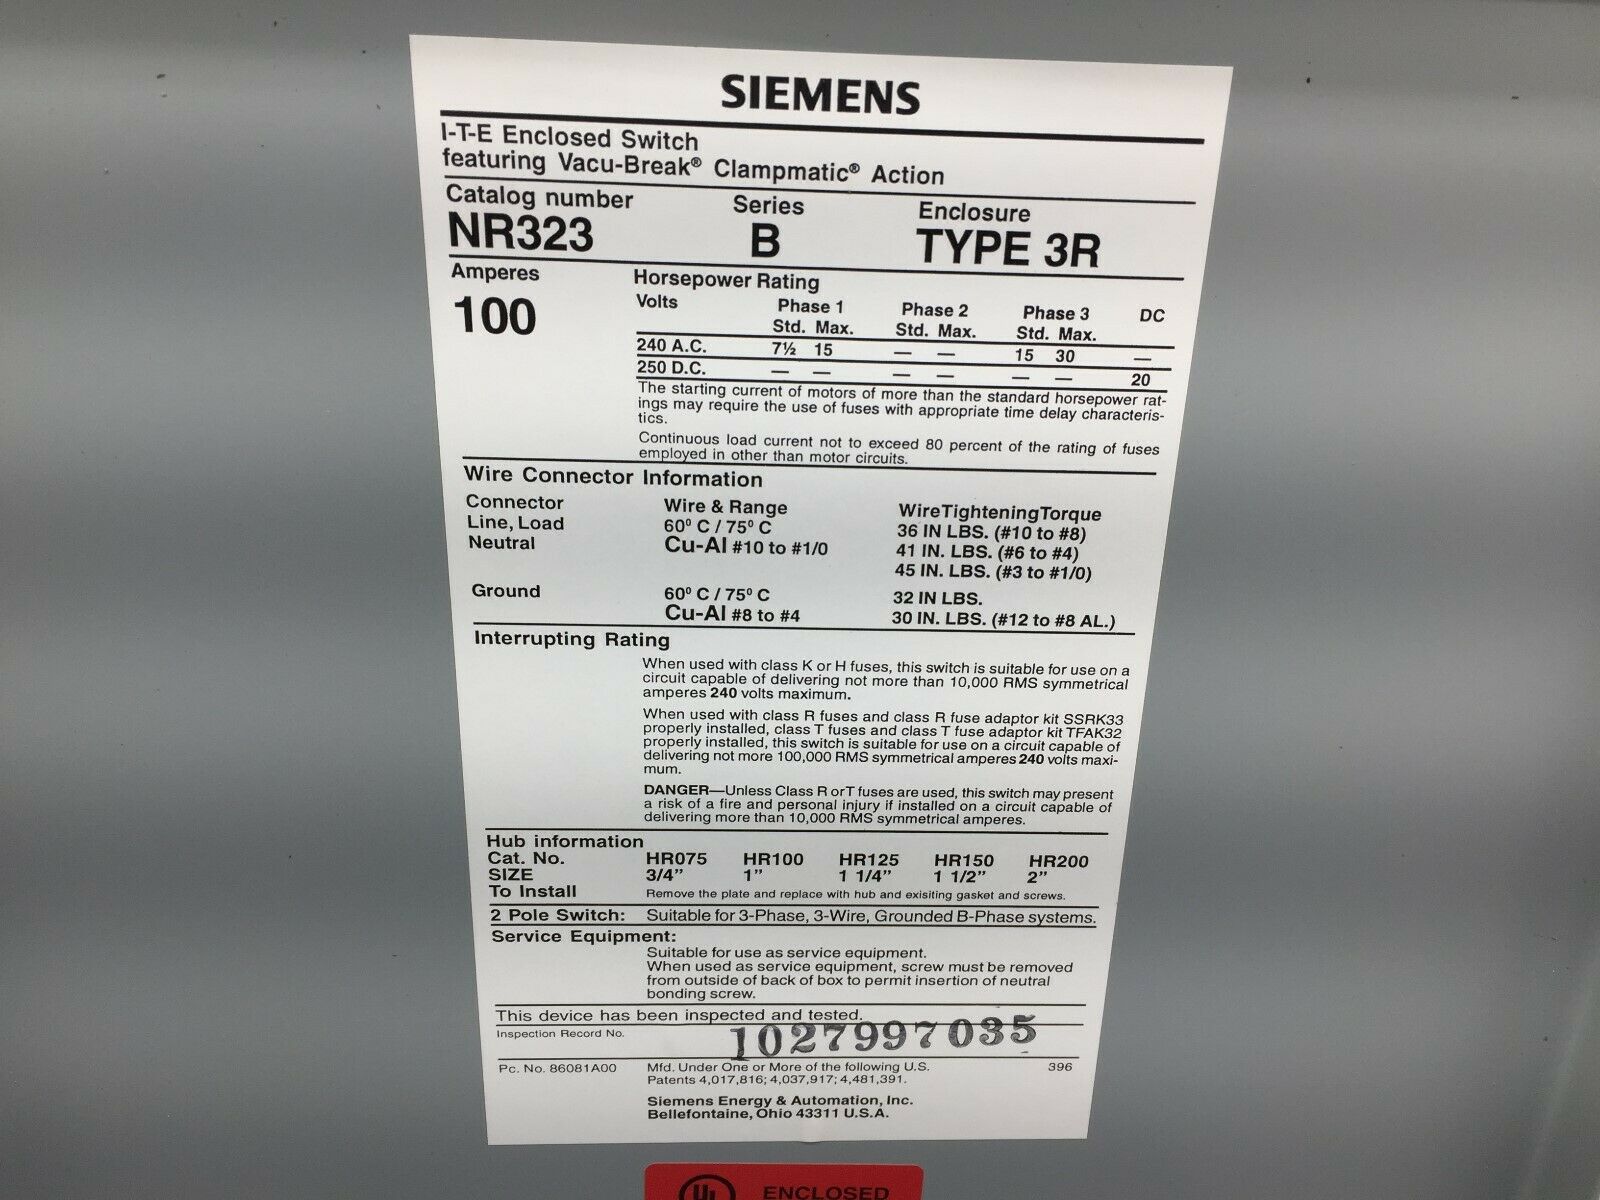 SIEMENS
I-T-E Enclosed Switch
featuring Vacu-Break® Clampmatic® Action
Catalog number Series Enclosure
NR323 B TYPE 3R
Amperes Horsepower Rating
100 Volts Phase 1 Phase 2 Phase 3 DC
Std. Max. Std. Max. Std. Max.
240 A.C. 7½ 15 — — 15 30 —
250 D.C. — — — — — — 20
The starting current of motors of more than the standard horsepower rat-
ings may require the use of fuses with appropriate time delay characteris-
tics.
Continuous load current not to exceed 80 percent of the rating of fuses
employed in other than motor circuits.
Wire Connector Information
Connector Wire & Range WireTighteningTorque
Line, Load 60⁰ C / 75⁰ C 36 IN LBS. (#10 to #8)
Neutral Cu-Al #10 to #1/0 41 IN. LBS. (#6 to #4)
45 IN. LBS. (#3 to #1/0)
Ground 60⁰ C / 75⁰ C 32 IN LBS.
Cu-Al #8 to #4 30 IN. LBS. (#12 to #8 AL.)
Interrupting Rating
When used with class K or H fuses, this switch is suitable for use on a
circuit capable of delivering not more than 10,000 RMS symmetrical
amperes 240 volts maximum.
When used with class R fuses and class R fuse adaptor kit SSRK33
properly installed, class T fuses and class T fuse adaptor kit TFAK32
properly installed, this switch is suitable for use on a circuit capable of
delivering not more 100,000 RMS symmetrical amperes 240 volts maxi-
mum.
DANGER—Unless Class R or T fuses are used, this switch may present
a risk of a fire and personal injury if installed on a circuit capable of
delivering more than 10,000 RMS symmetrical amperes.
Hub information
Cat. No. HR075 HR100 HR125 HR150 HR200
SIZE 3/4” 1” 1 1/4” 1 1/2” 2”
To Install Remove the plate and replace with hub and exisiting gasket and screws.
2 Pole Switch: Suitable for 3-Phase, 3-Wire, Grounded B-Phase systems.
Service Equipment:
Suitable for use as service equipment.
When used as service equipment, screw must be removed
from outside of back of box to permit insertion of neutral
bonding screw.
This device has been inspected and tested.
Inspection Record No. 1027997035
Pc. No. 86081A00 Mfd. Under One or More of the following U.S. 396
Patents 4,017,816; 4,037,917; 4,481,391.
Siemens Energy & Automation, Inc.
Bellefontaine, Ohio 43311 U.S.A.
UL ENCLOSED